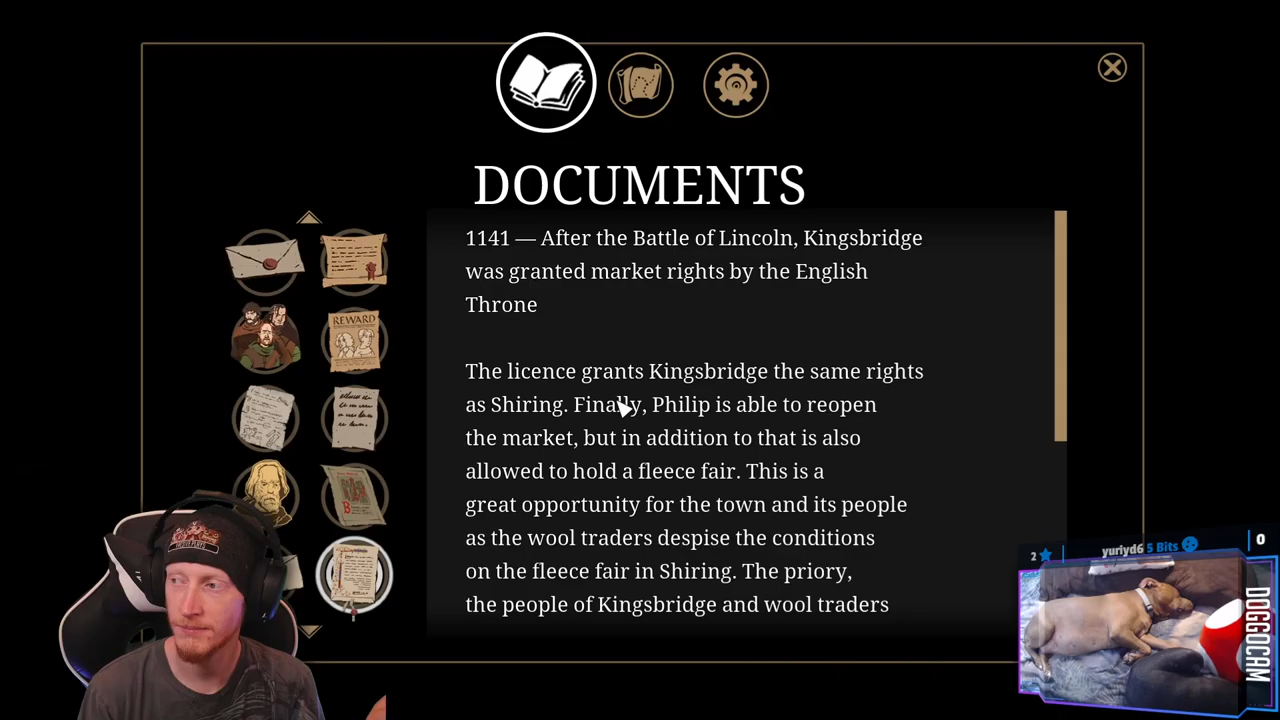 DOCUMENTS
1141 — After the Battle of Lincoln, Kingsbridge
was granted market rights by the English
Throne
The licence grants Kingsbridge the same rights
as Shiring. Finally, Philip is able to reopen
the market, but in addition to that is also
allowed to hold a fleece fair. This is a
great opportunity for the town and its people
as the wool traders despise the conditions
on the fleece fair in Shiring. The priory,
the people of Kingsbridge and wool traders
REWARD
2
yuriyd6 5 Bits
0
DOGGOCAM